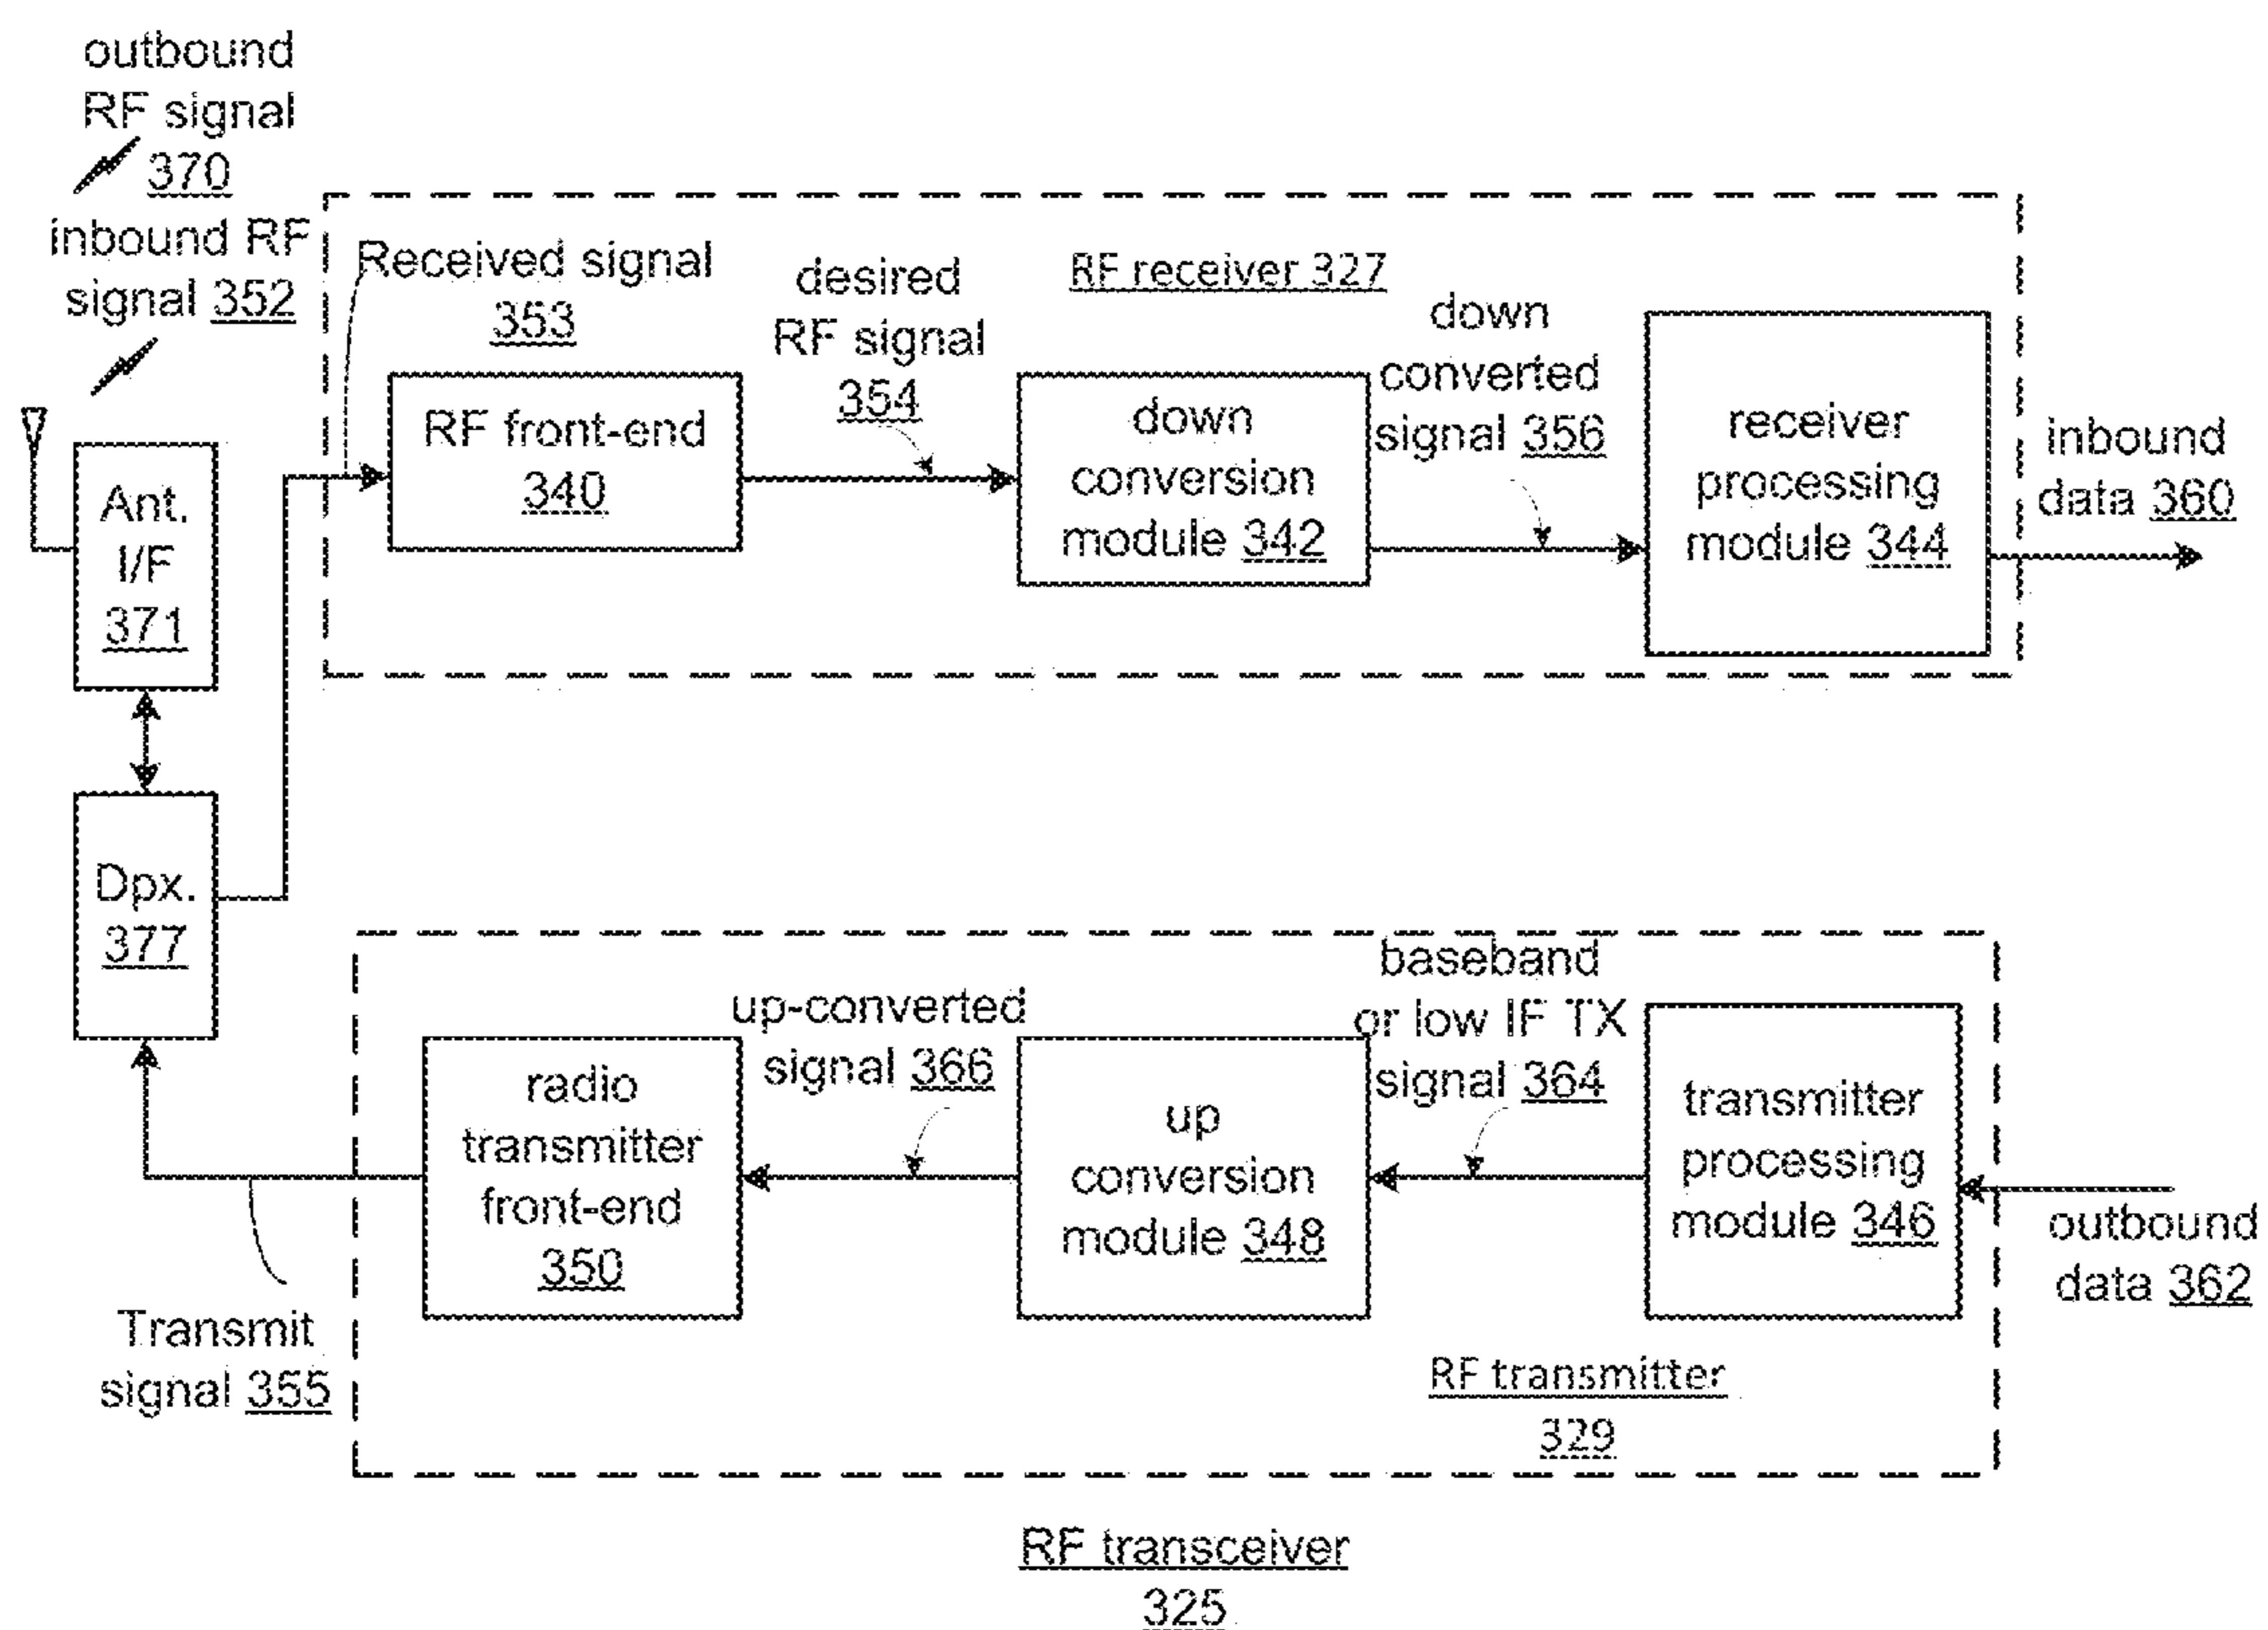 outbound
RF signal
370
inbound RF
signal 352
Received signal
353
desired
RF signal
354
RF receiver 327
down
converted
signal 356
RF front-end
340
down
conversion
module 342
receiver
processing
module 344
inbound
data 360
Ant.
I/F
371
Dpx.
377
baseband
or low IF TX
signal 364
up-converted
signal 366
radio
transmitter
front-end
350
up
conversion
module 348
transmitter
processing
module 346
outbound
data 362
Transmit
signal 355
RF transmitter
329
RF transceiver
325